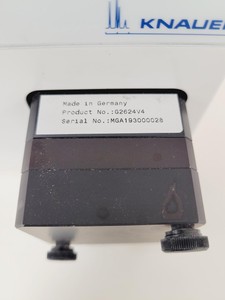 KNAUER
Made in Germany
Product No.:G2624V4
Serial No.:MGA193000028